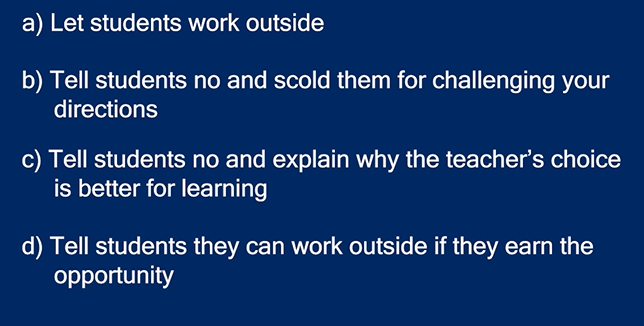 a) Let students work outside
b) Tell students no and scold them for challenging your
directions
c) Tell students no and explain why the teacher's choice
is better for learning
d) Tell students they can work outside if they earn the
opportunity